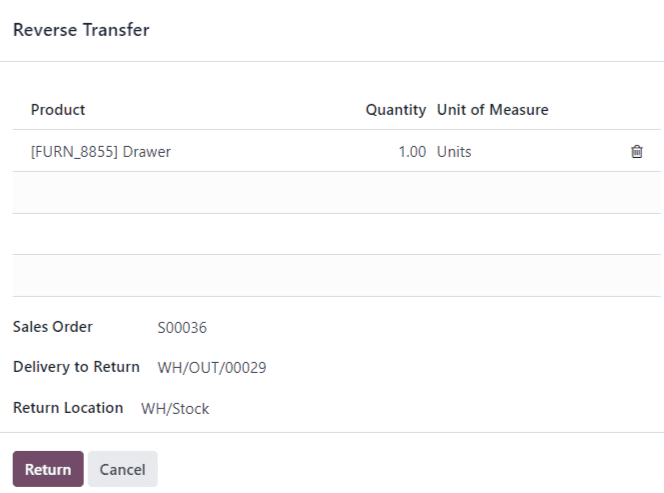 Reverse Transfer
Product Quantity Unit of Measure
[FURN_8855] Drawer 1.00 Units
Sales Order S00036
Delivery to Return WH/OUT/00029
Return Location WH/Stock
Return Cancel